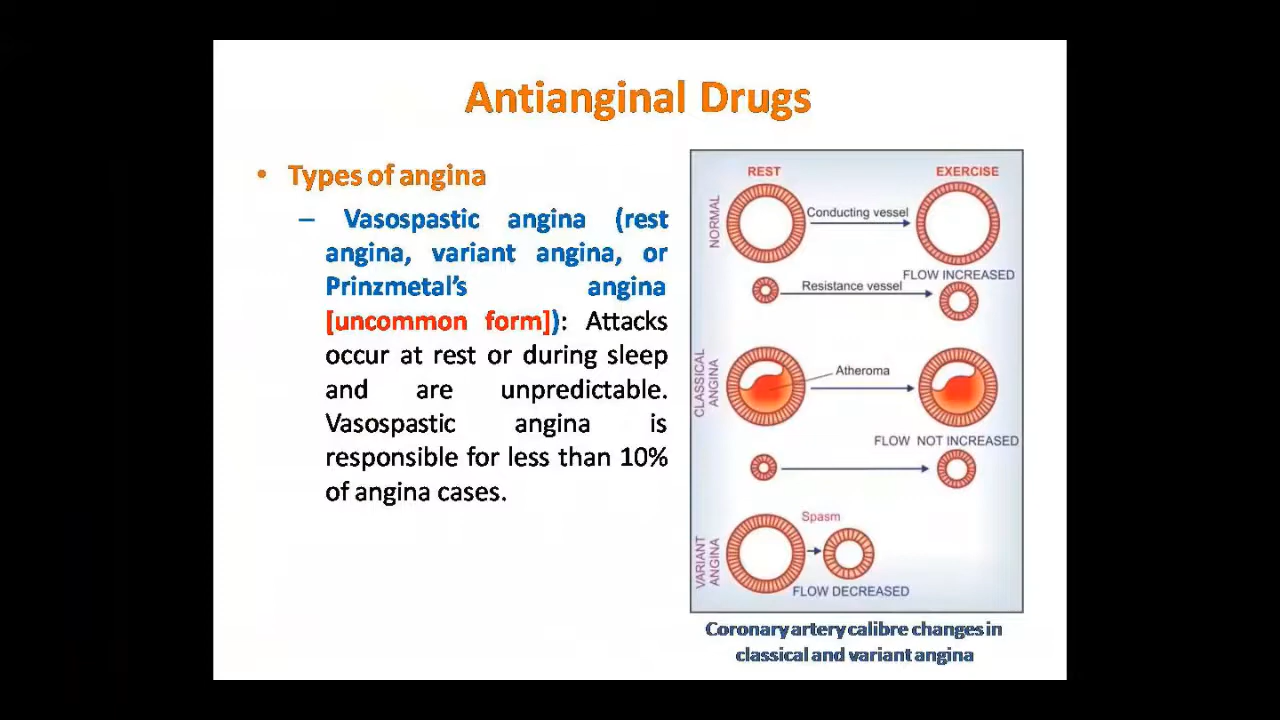 Antianginal Drugs
• Types of angina
– Vasospastic angina (rest
angina, variant angina, or
Prinzmetal's angina
[uncommon form]): Attacks
occur at rest or during sleep
and are unpredictable.
Vasospastic angina is
responsible for less than 10%
of angina cases.
REST
EXERCISE
NORMAL
Conducting vessel
FLOW INCREASED
Resistance vessel
CLASSICAL
ANGINA
Atheroma
FLOW NOT INCREASED
VARIANT
ANGINA
Spasm
FLOW DECREASED
Coronary artery calibre changes in
classical and variant angina